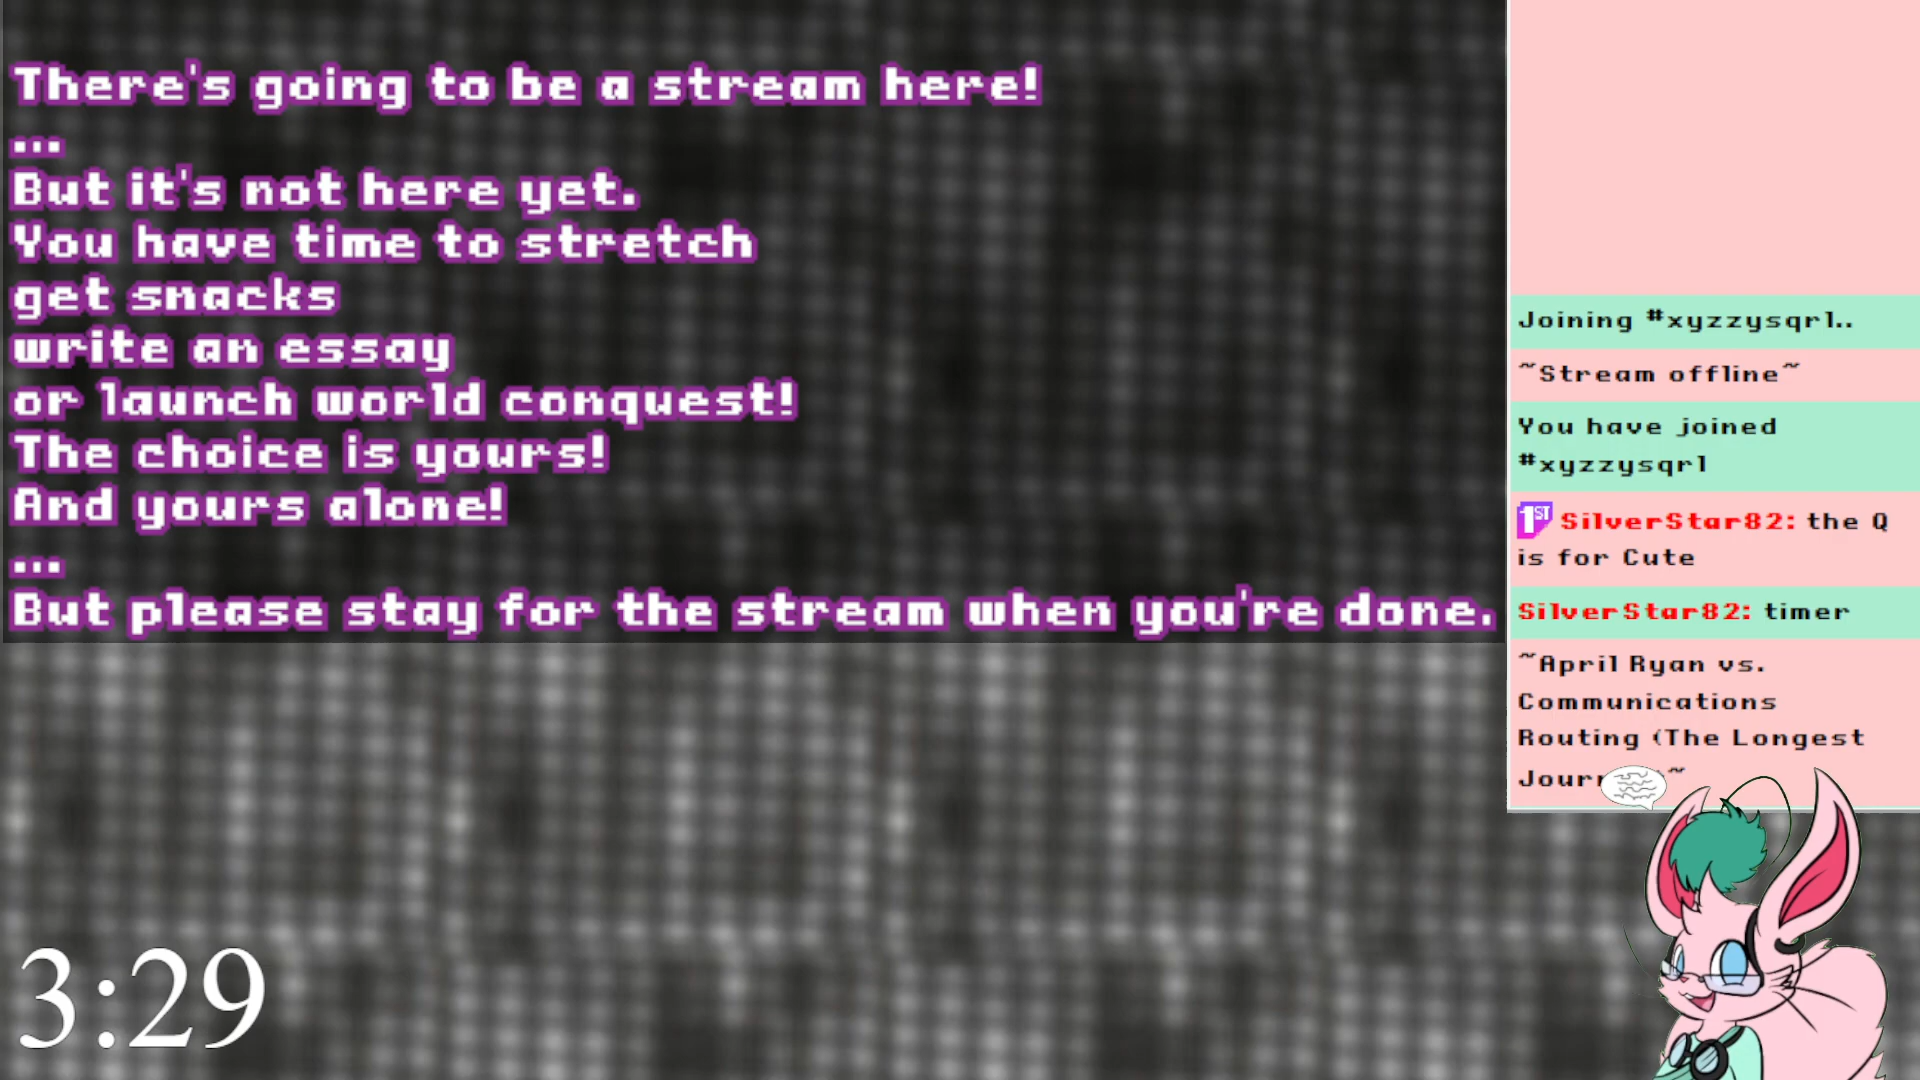 There's going to be a stream here!
...
But it's not here yet.
You have time to stretch
get snacks
write an essay
or launch world conquest!
The choice is yours!
And yours alone!
...
But please stay for the stream when you're done.
3:29
Joining #xyzzysqrl..
~Stream offline~
You have joined
#xyzzysqrl
1ST SilverStar82: the Q
is for Cute
SilverStar82: timer
~April Ryan vs.
Communications
Routing (The Longest